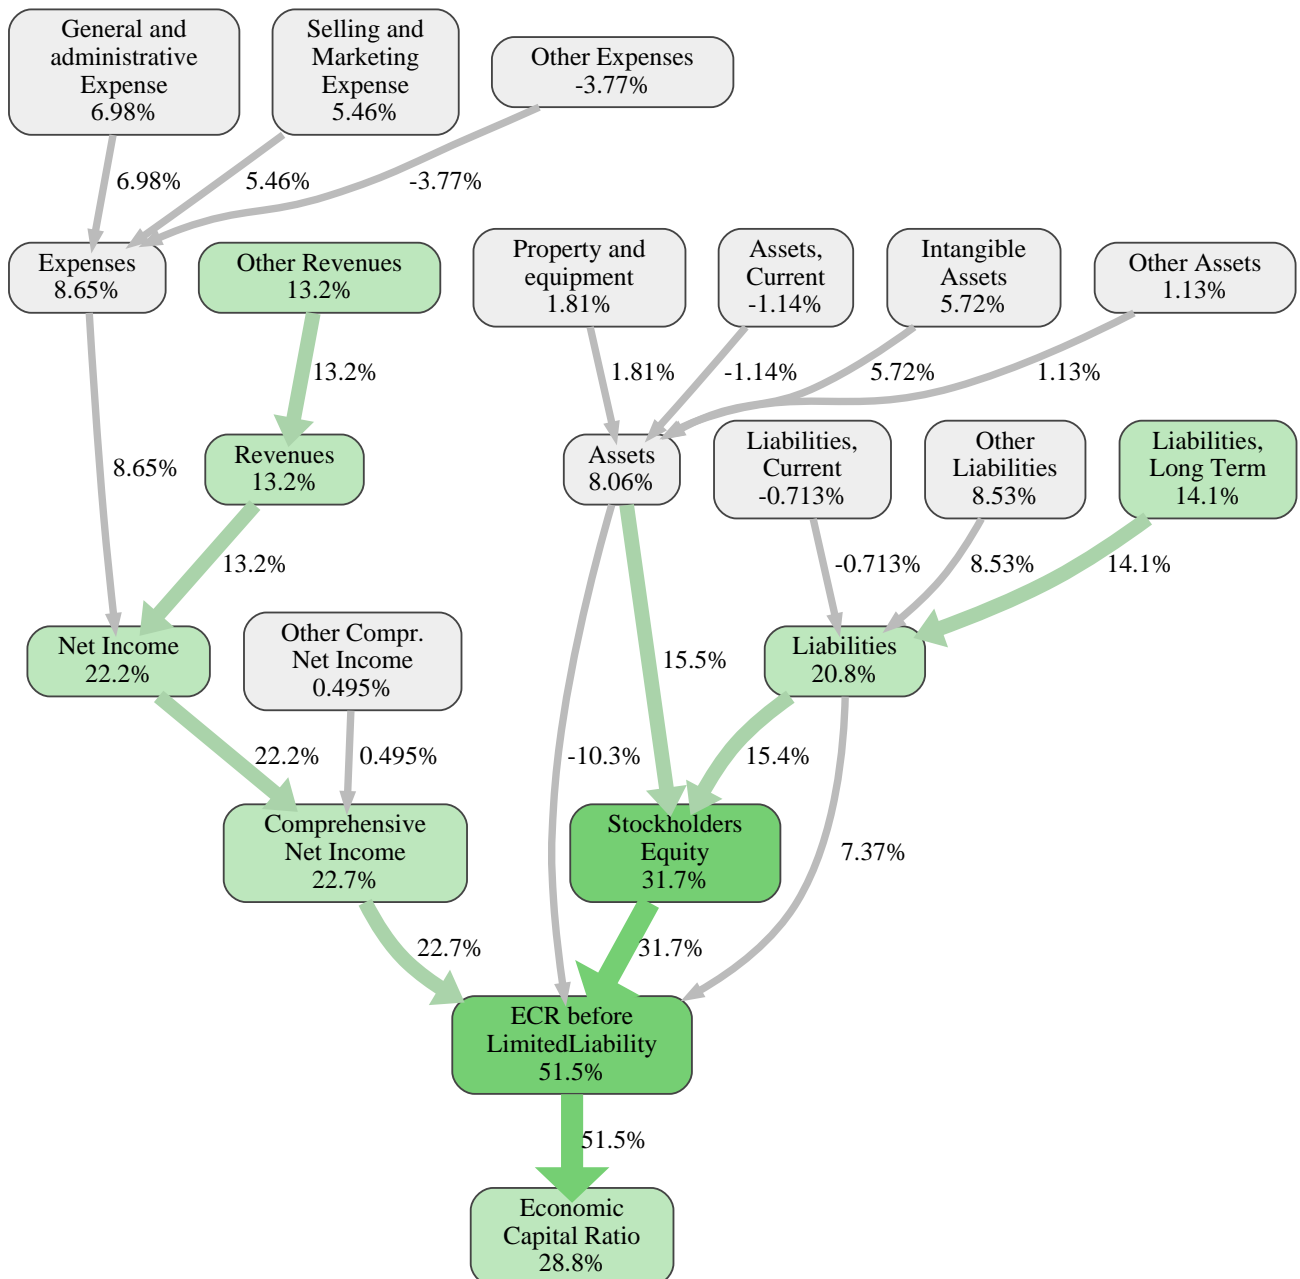 General and
administrative
Expense
6.98%
Selling and
Marketing
Expense
5.46%
Other Expenses
-3.77%
6.98%
5.46%
-3.77%
Expenses
8.65%
Other Revenues
13.2%
Property and
equipment
1.81%
Assets,
Current
-1.14%
Intangible
Assets
5.72%
Other Assets
1.13%
13.2%
1.81%
-1.14%
5.72%
1.13%
8.65%
Revenues
13.2%
Assets
8.06%
Liabilities,
Current
-0.713%
Other
Liabilities
8.53%
Liabilities,
Long Term
14.1%
13.2%
-0.713%
8.53%
14.1%
Net Income
22.2%
Other Compr.
Net Income
0.495%
15.5%
Liabilities
20.8%
22.2%
0.495%
-10.3%
15.4%
Comprehensive
Net Income
22.7%
Stockholders
Equity
31.7%
7.37%
22.7%
31.7%
ECR before
LimitedLiability
51.5%
51.5%
Economic
Capital Ratio
28.8%